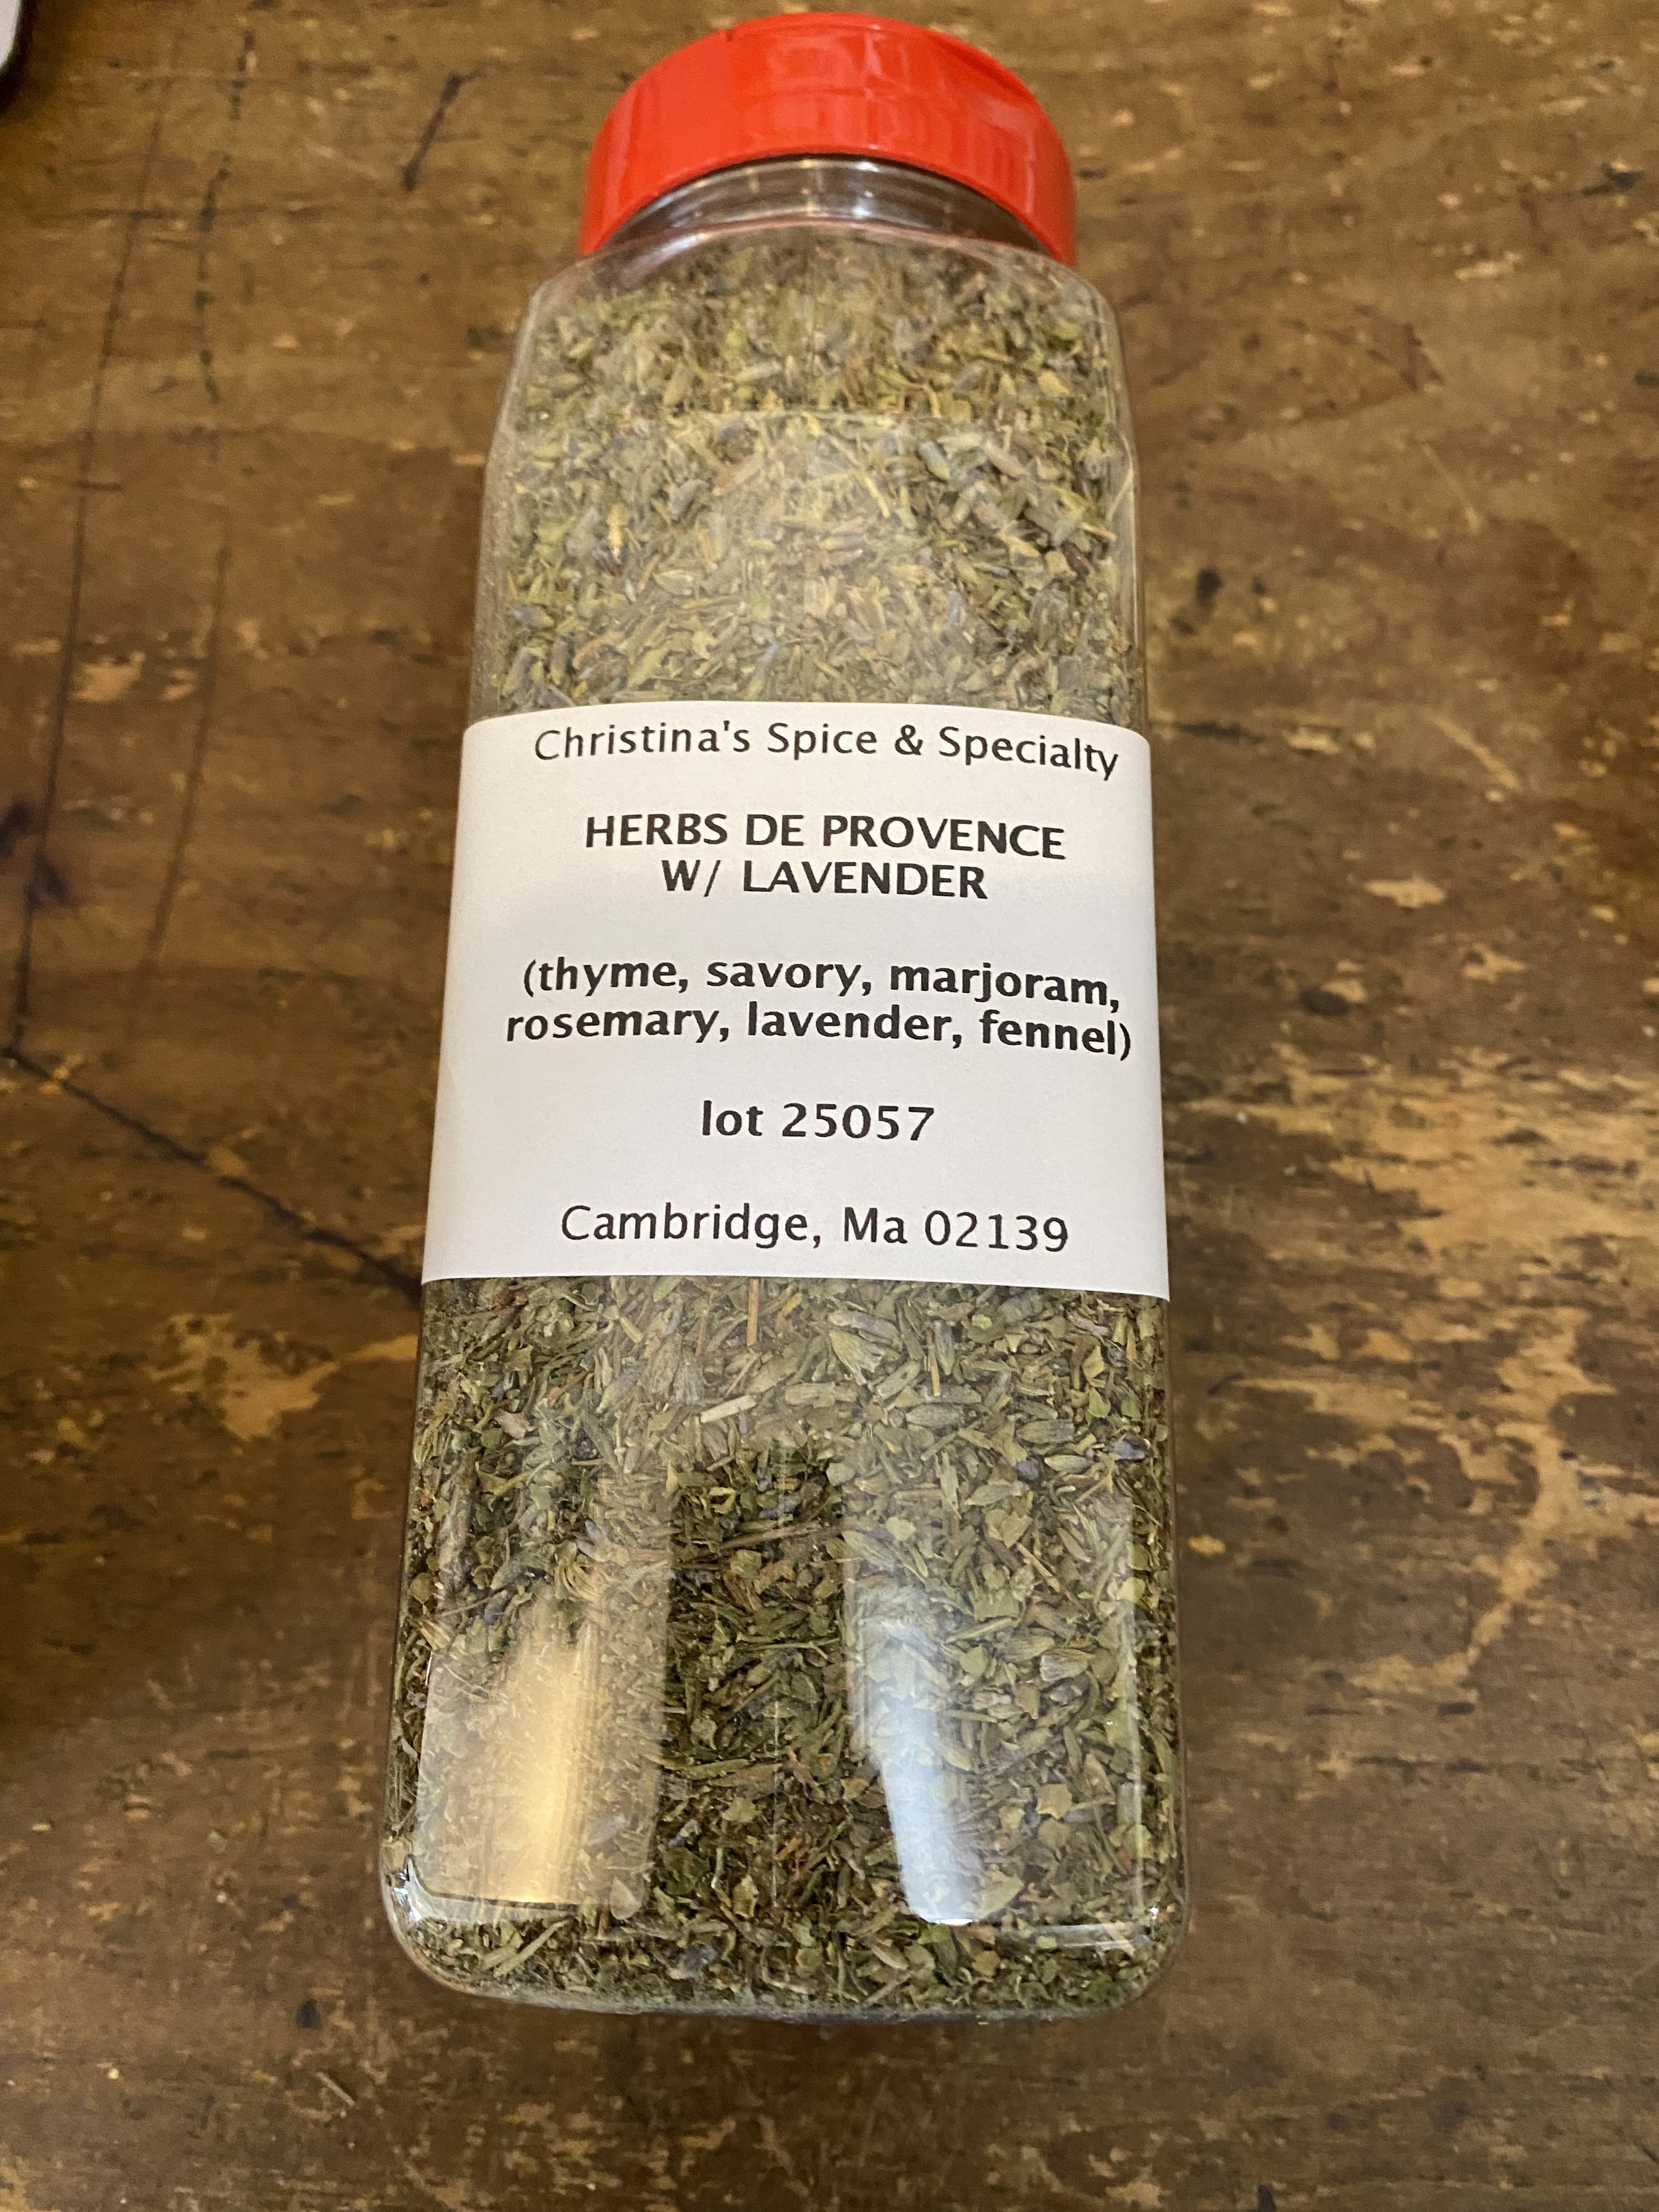 Christina's Spice & Specialty
HERBS DE PROVENCE
W/ LAVENDER
(thyme, savory, marjoram,
rosemary, lavender, fennel)
lot 25057
Cambridge, Ma 02139